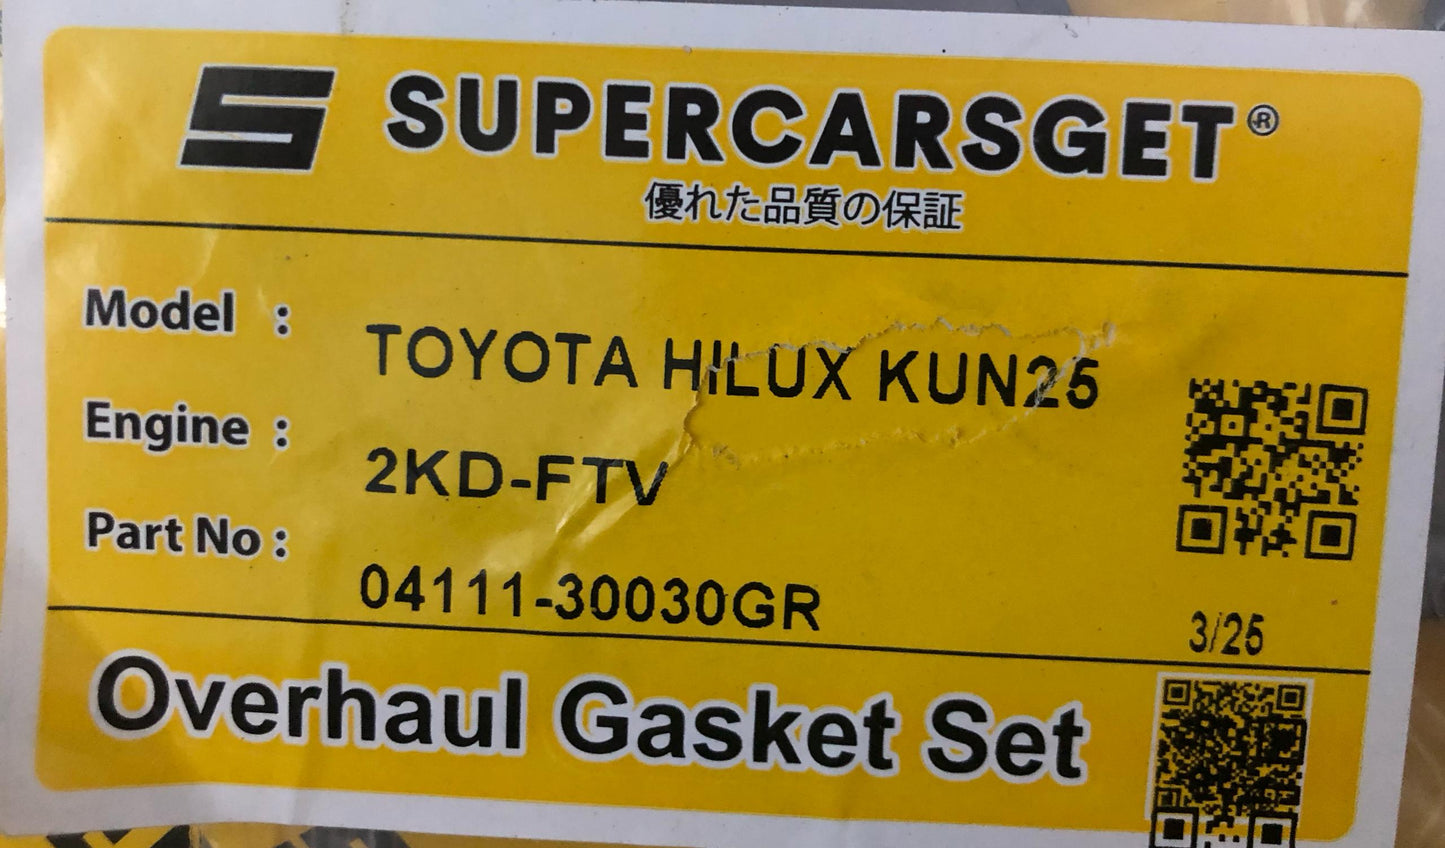 SUPERCARSGET®
優れた品質の保証
Model : TOYOTA HILUX KUN25
Engine : 2KD-FTV
Part No : 04111-30030GR
3/25
Overhaul Gasket Set